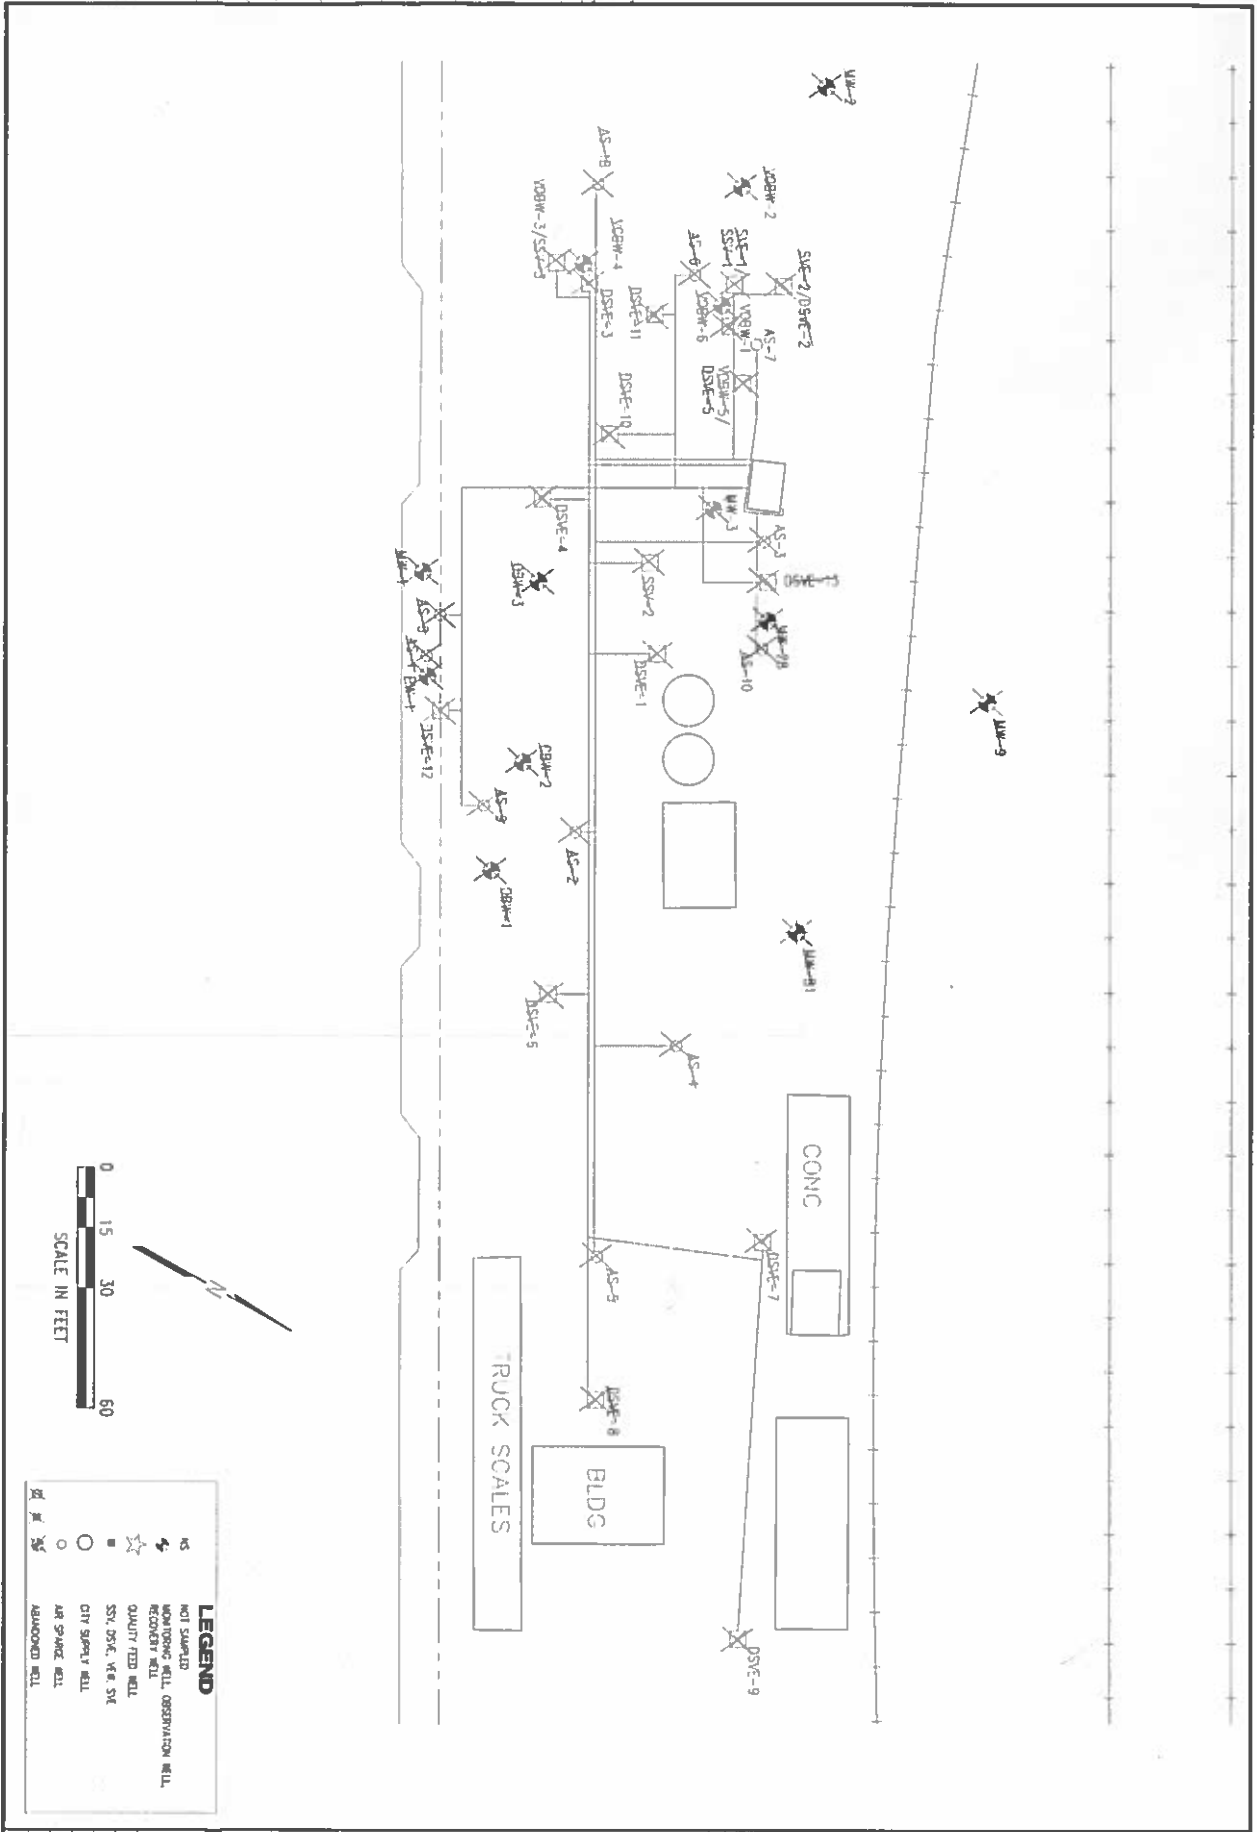 MW-2
AS-18
VOBW-2
VOBW-4
VOBW-3/SSV-3
DSVE-3
AS-6
SVE-1/
SSV-1
SVE-2/DSVE-2
DSVE-11
VOBW-6
VOBW-1
AS-7
VOBW-5/
DSVE-5
DSVE-10
DSVE-4
MW-3
AS-3
DSVE-13
SSV-2
OBW-3
AS-10
DSVE-1
EW-1
DSVE-12
MW-9
AS-9
AS-2
OBW-1
DSVE-6
AS-4
CONC
AS-5
DSVE-7
DSVE-8
TRUCK SCALES
BLDG
DSVE-9
N
0 15 30 60
SCALE IN FEET
LEGEND
NS NOT SAMPLED
MONITORING WELL, OBSERVATION WELL,
RECOVERY WELL
QUALITY FEED WELL
SSV, DSVE, VEW, SVE
CITY SUPPLY WELL
AIR SPARGE WELL
ABANDONED WELL